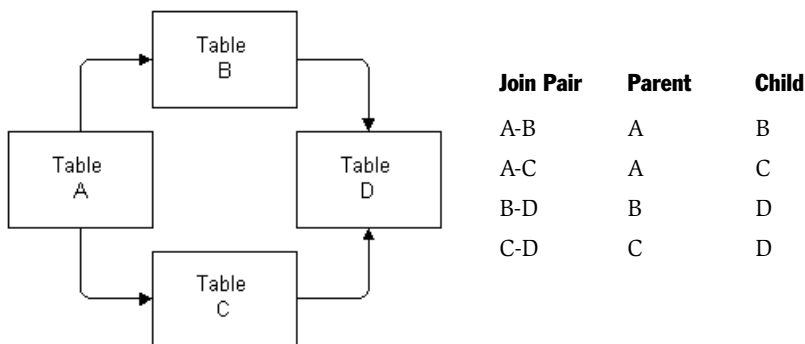 Table
B
Table
A
Table
D
Table
C
Join Pair Parent Child
A-B A B
A-C A C
B-D B D
C-D C D